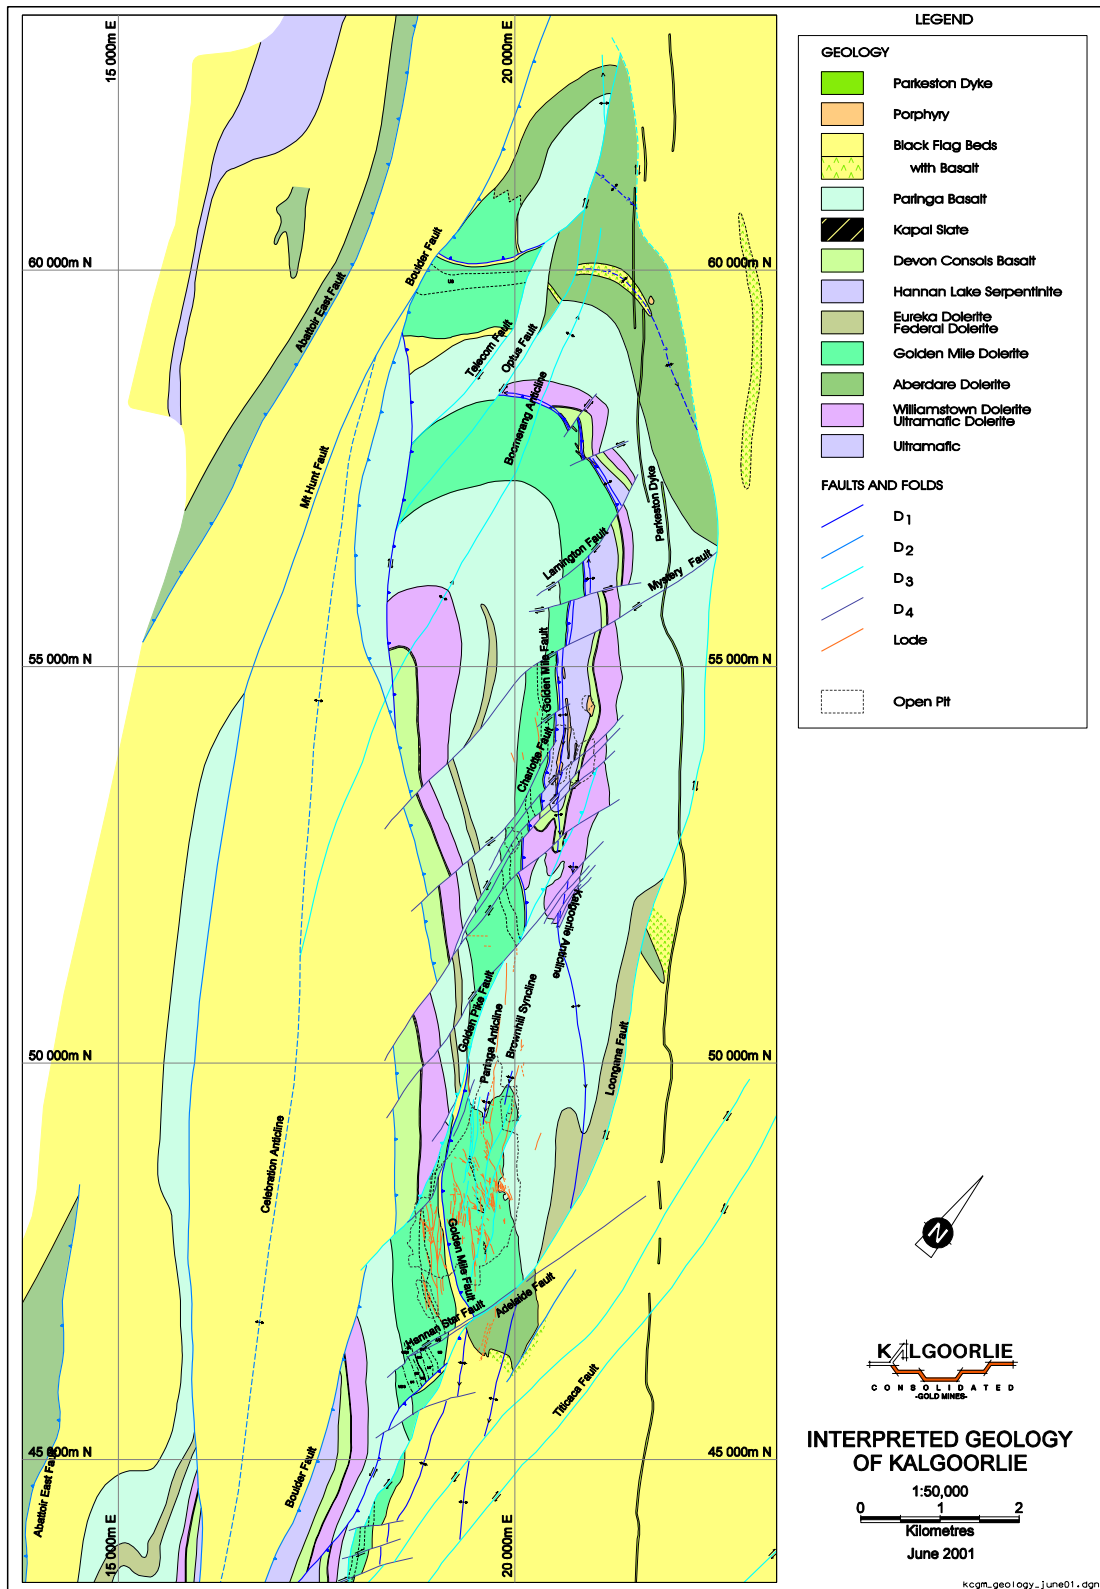 LEGEND
GEOLOGY
Parkeston Dyke
Porphyry
Black Flag Beds
with Basalt
Paringa Basalt
Kapal Slate
Devon Consols Basalt
Hannan Lake Serpentinite
Eureka Dolerite
Federal Dolerite
Golden Mile Dolerite
Aberdare Dolerite
Williamstown Dolerite
Ultramafic Dolerite
Ultramafic
FAULTS AND FOLDS
D1
D2
D3
D4
Lode
Open Pit
15 000m E
20 000m E
60 000m N
60 000m N
Boulder Fault
Abattoir East Fault
Telecom Fault
Optus Fault
Boomerang Anticline
Mt Hunt Fault
Parkeston Dyke
Lamington Fault
Mystery Fault
55 000m N
55 000m N
Golden Mile Fault
Charlotte Fault
Kalgoorlie Anticline
Golden Pike Fault
Paringa Anticline
Brownhill Syncline
Loongana Fault
50 000m N
50 000m N
Celebration Anticline
Golden Mile Fault
Hannan Star Fault
Adelaide Fault
Titicaca Fault
45 000m N
45 000m N
Abattoir East Fault
Boulder Fault
15 000m E
20 000m E
N
KALGOORLIE
CONSOLIDATED
-GOLD MINES-
INTERPRETED GEOLOGY
OF KALGOORLIE
1:50,000
0 1 2
Kilometres
June 2001
kcgm_geology_june01.dgn